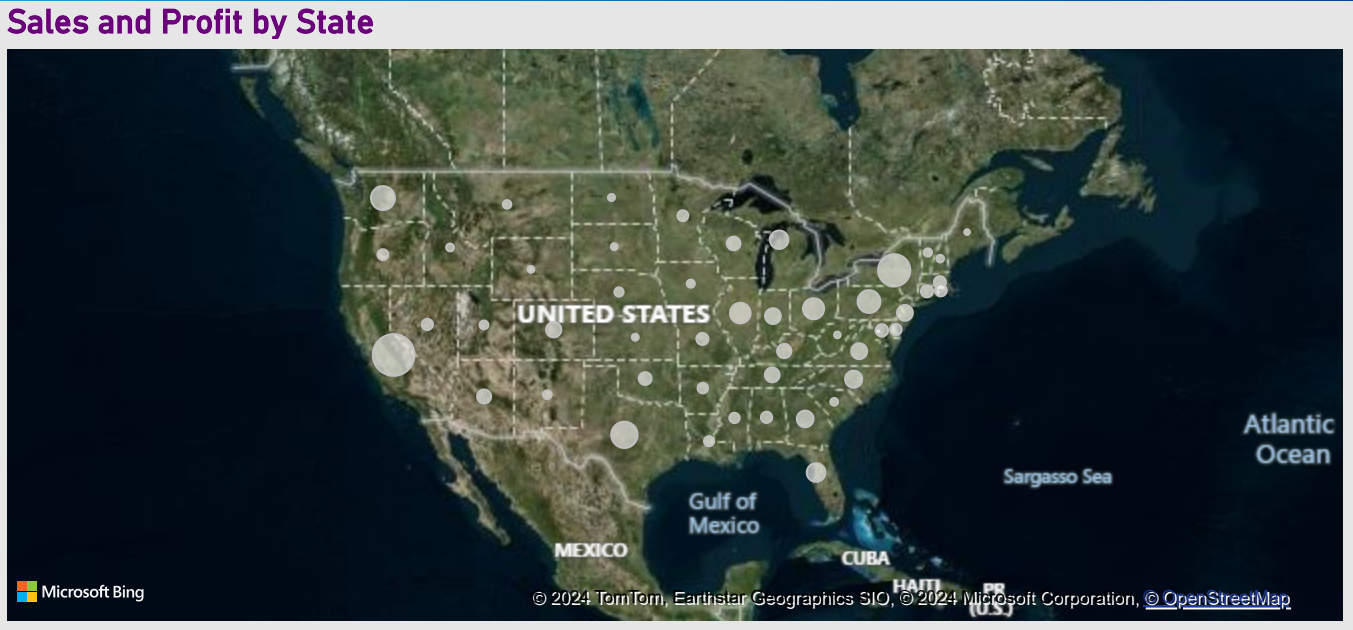 Sales and Profit by State
UNITED STATES
Atlantic
Ocean
Sargasso Sea
Gulf of
Mexico
MEXICO
CUBA
HAITI
PR
(U.S.)
Microsoft Bing
© 2024 TomTom, Earthstar Geographics SIO, © 2024 Microsoft Corporation, © OpenStreetMap